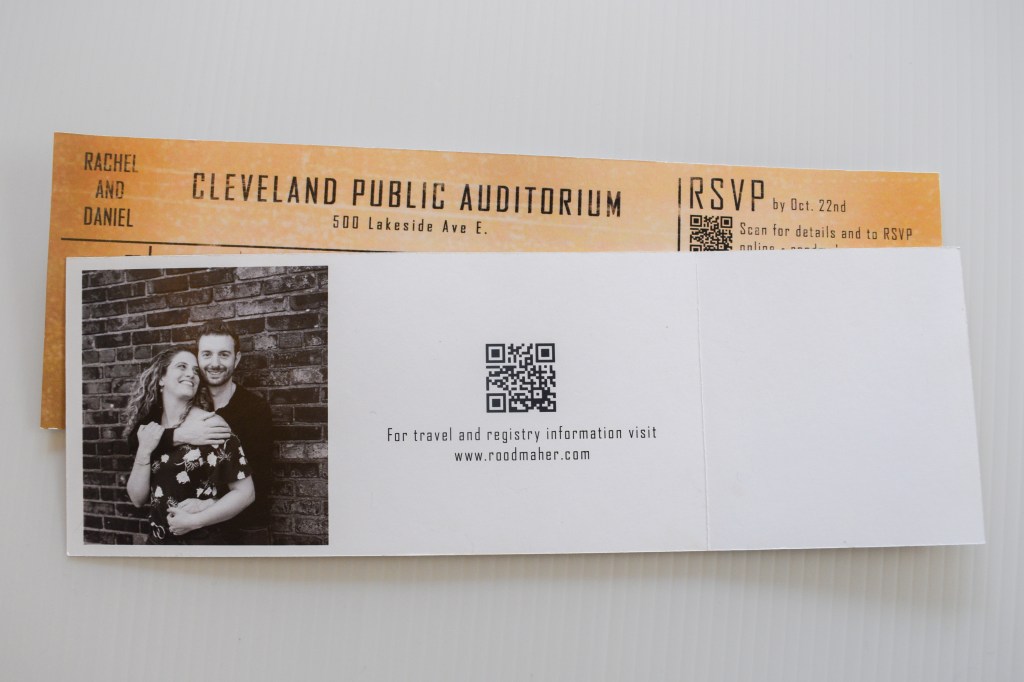 RACHEL
AND
DANIEL
CLEVELAND PUBLIC AUDITORIUM
500 Lakeside Ave E.
RSVP by Oct. 22nd
Scan for details and to RSVP
online
For travel and registry information visit
www.roodmaher.com